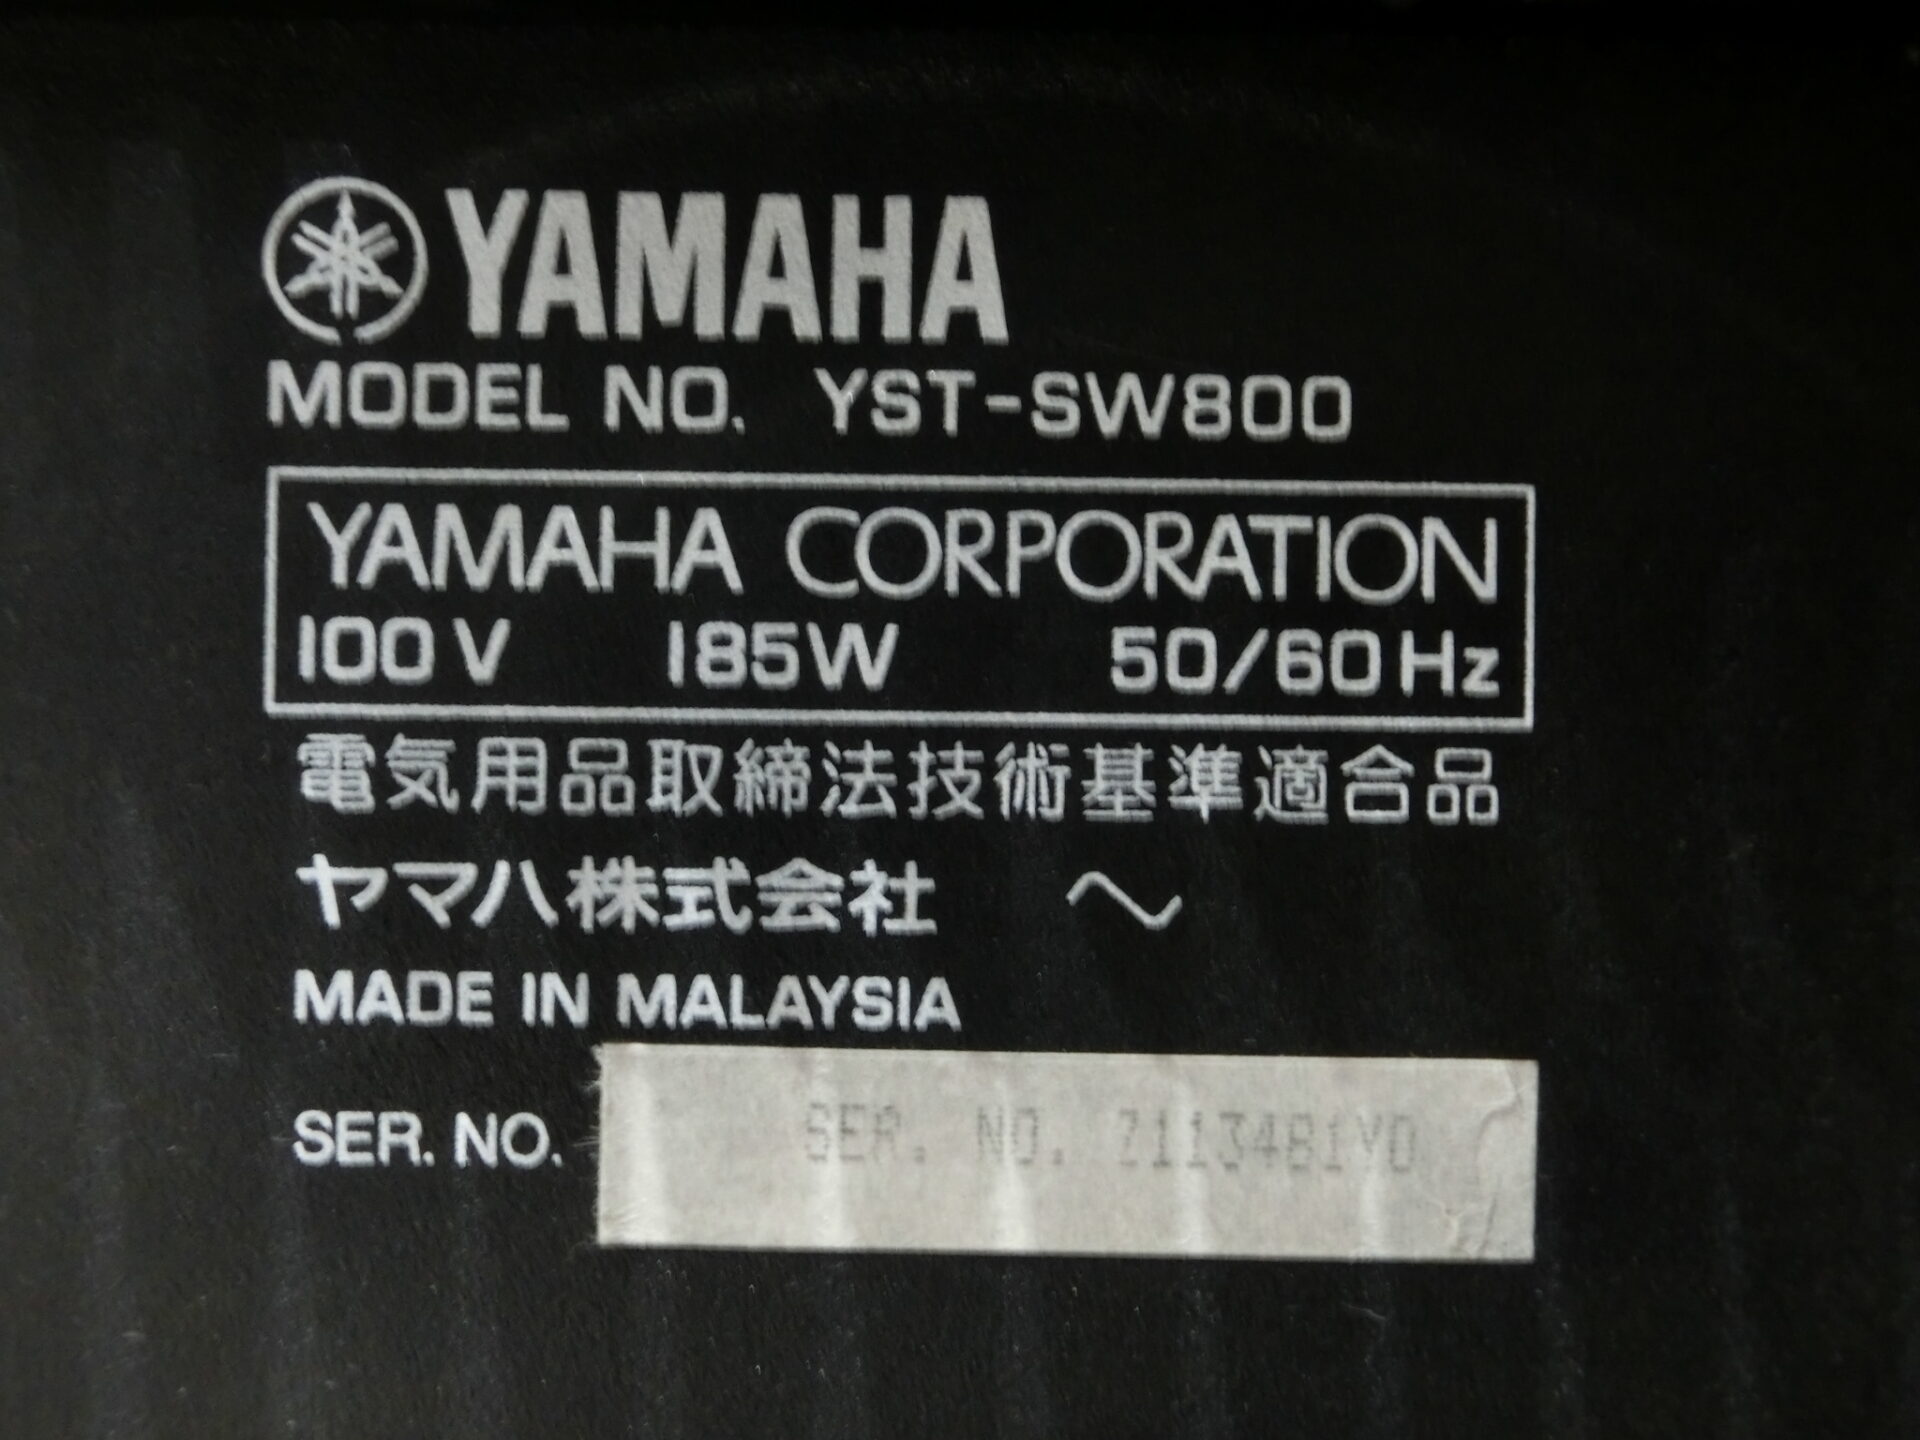 YAMAHA
MODEL NO. YST-SW800
YAMAHA CORPORATION
100V 185W 50/60Hz
電気用品取締法技術基準適合品
ヤマハ株式会社 〜
MADE IN MALAYSIA
SER. NO. SER. NO. Z113481YO